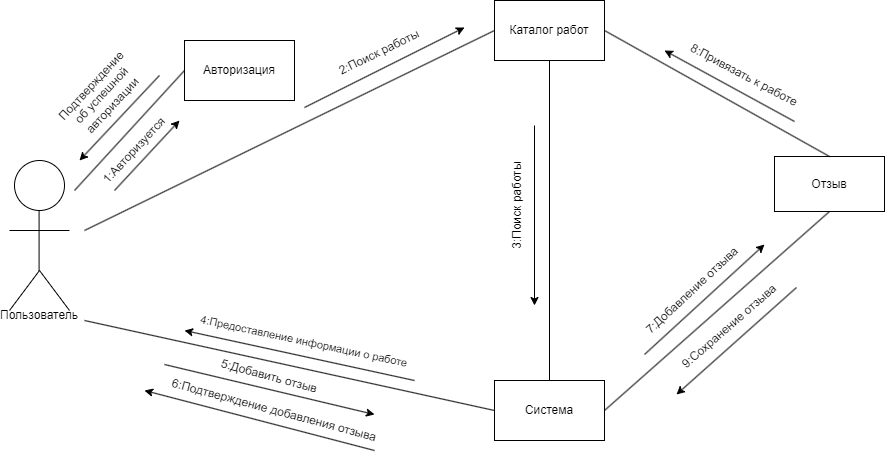 Каталог работ
Авторизация
2:Поиск работы
Подтверждение
об успешной
авторизации
1:Авторизуется
8:Привязать к работе
Отзыв
3:Поиск работы
Пользователь
7:Добавление отзыва
9:Сохранение отзыва
4:Предоставление информации о работе
5:Добавить отзыв
6:Подтверждение добавления отзыва
Система